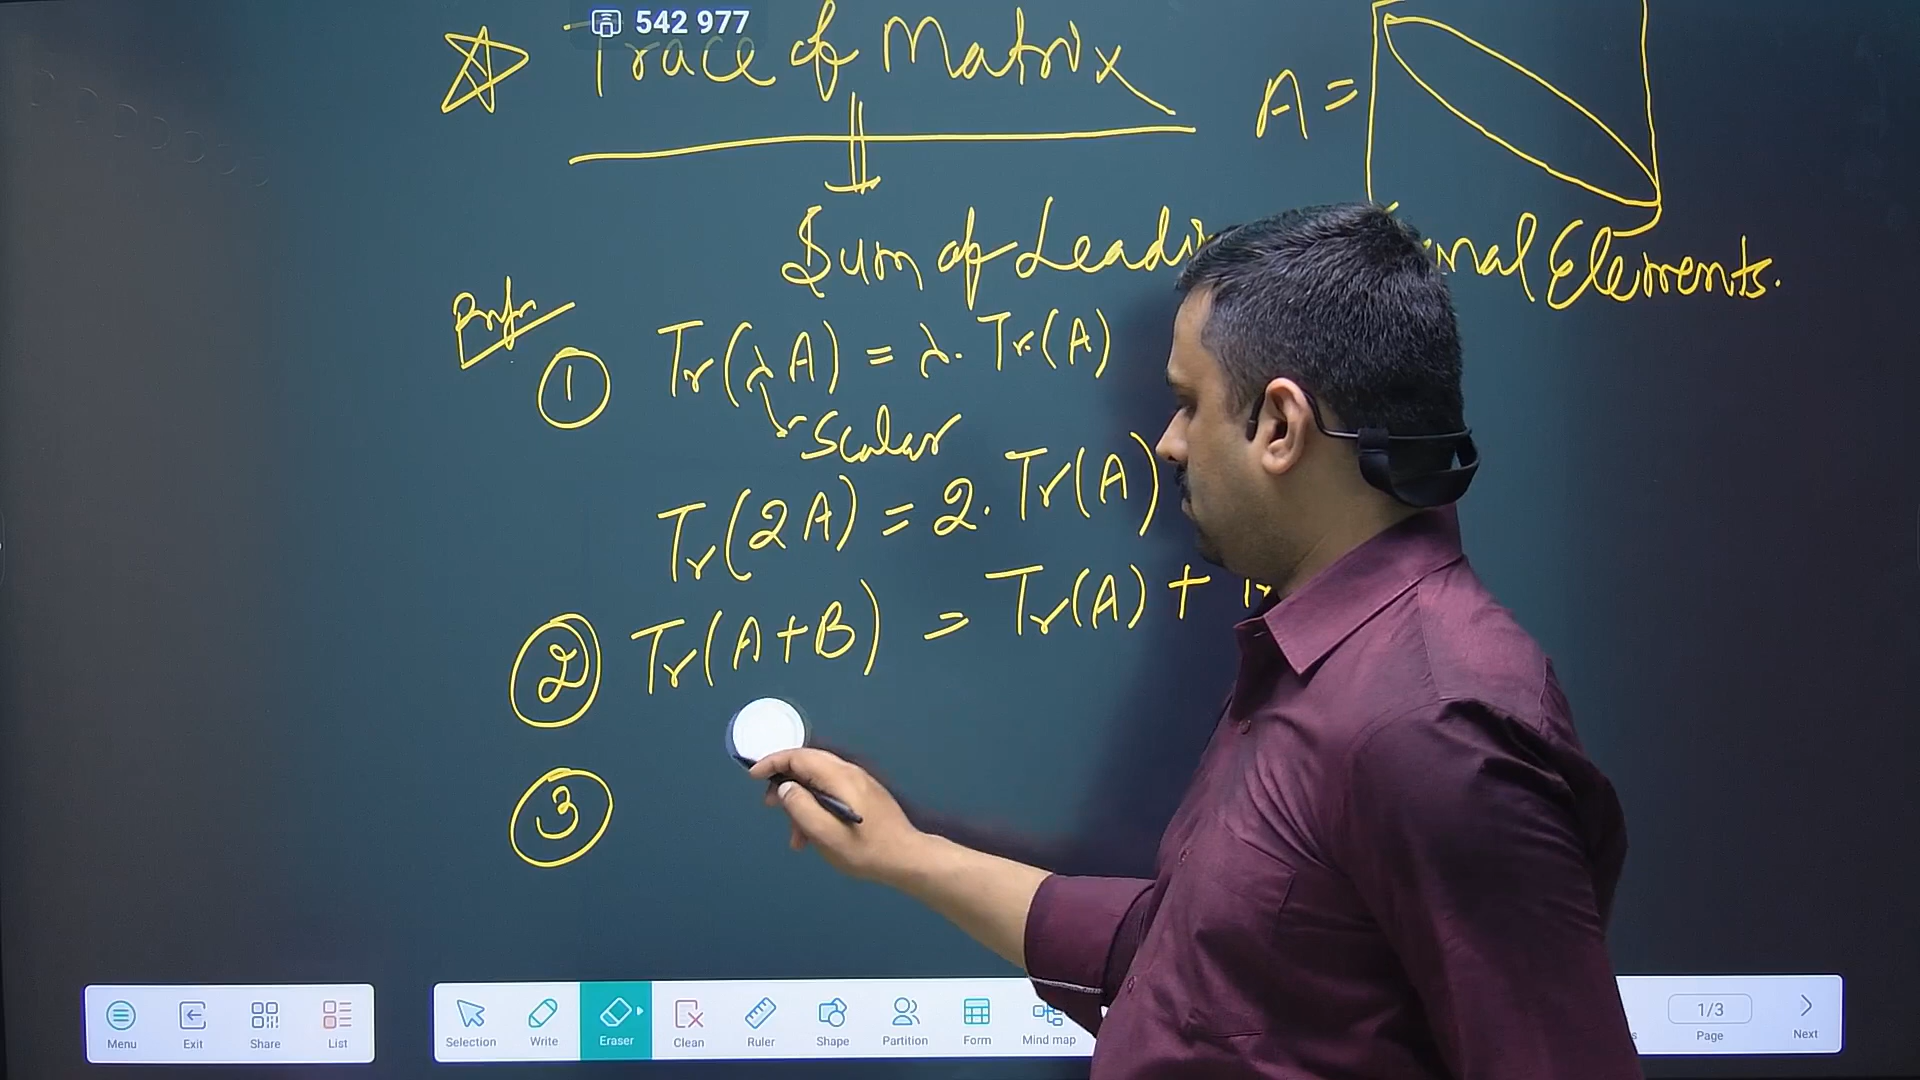 542 977
Trace of Matrix
A =
Sum of Leadi nal Elements.
① Tr(λA) = λ. Tr(A)
Scalar
Tr(2A) = 2. Tr(A)
② Tr(A+B) = Tr(A) +
③
Menu Exit Share List Selection Write Eraser Clean Ruler Shape Partition Form Mind map 1/3 Page Next